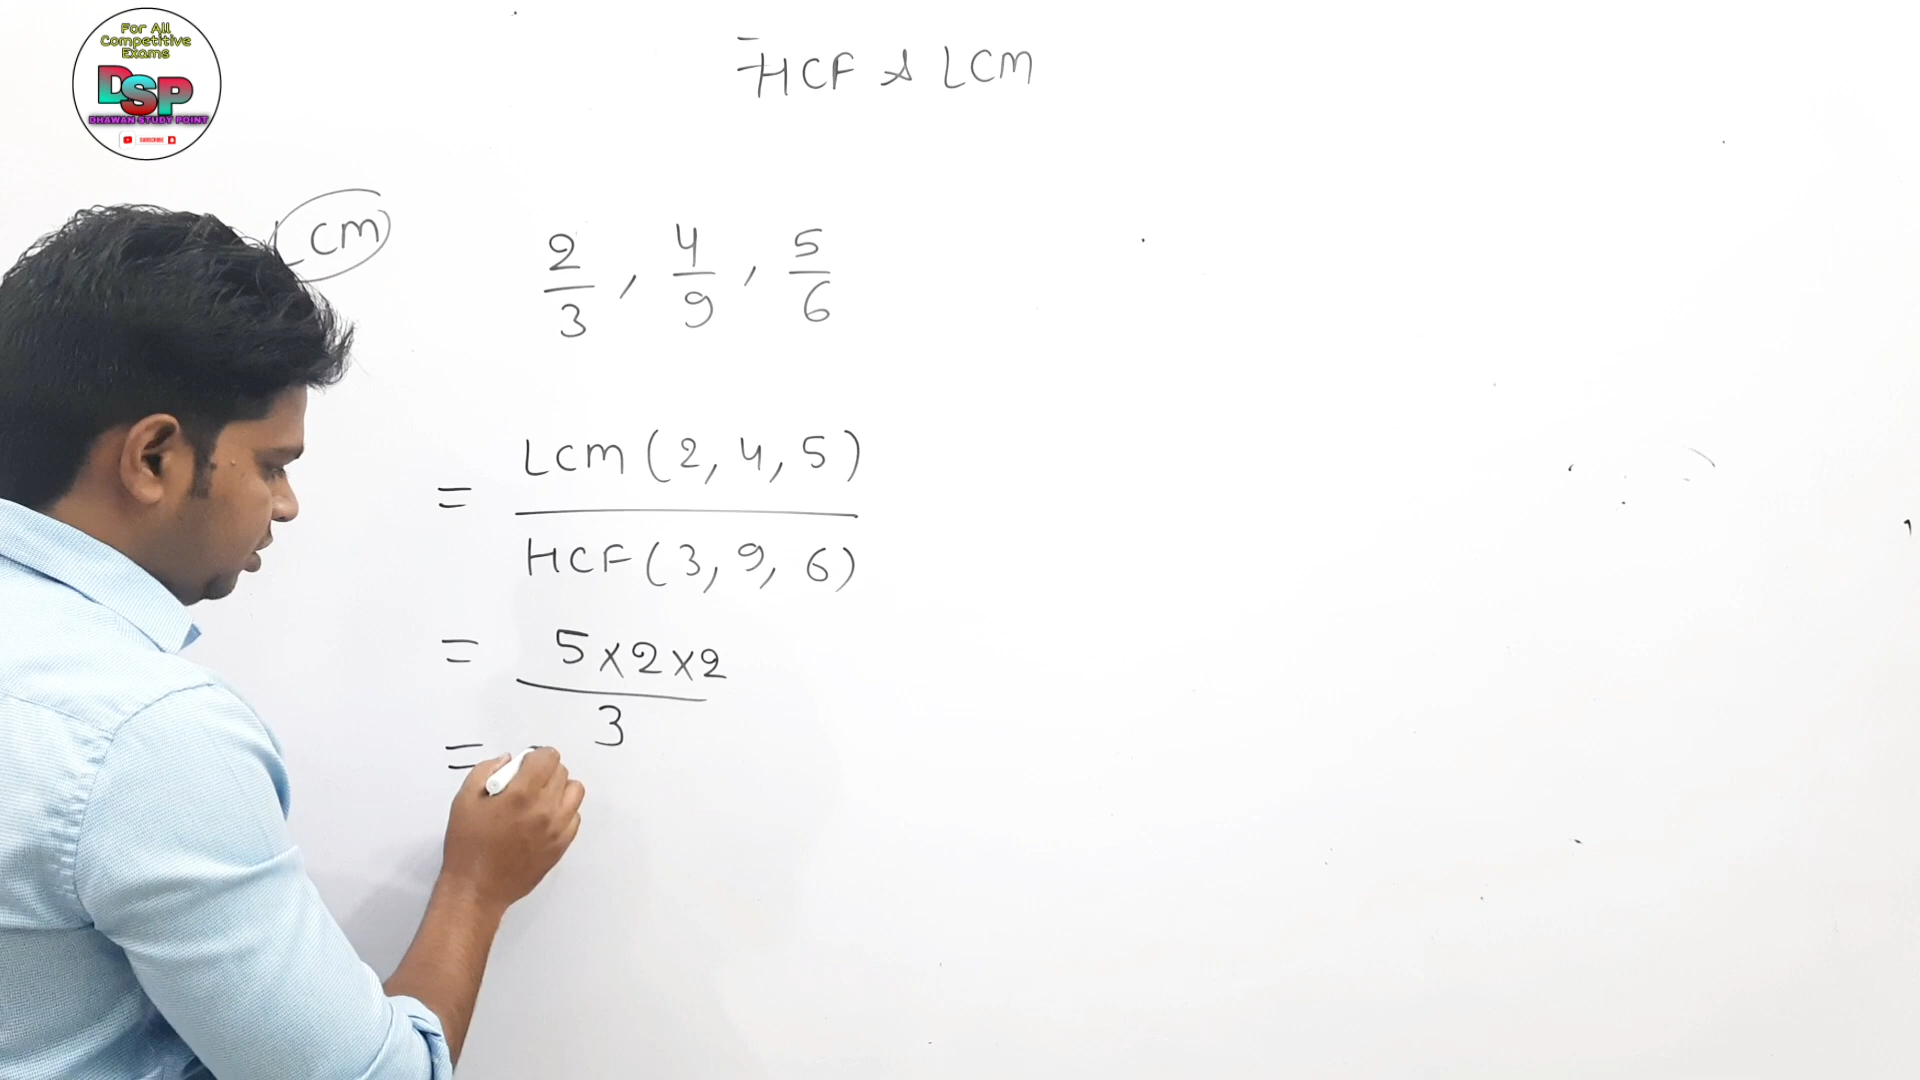 For All
Competitive
Exams
DSP
DHAWAN STUDY POINT
SUBSCRIBE
HCF & LCM
LCM
2/3, 4/9, 5/6
= LCM(2, 4, 5)
HCF(3, 9, 6)
= 5×2×2
3
=